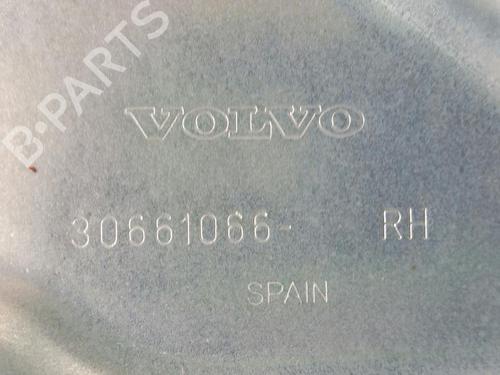 B-PARTS
VOLVO
30661066- RH
SPAIN